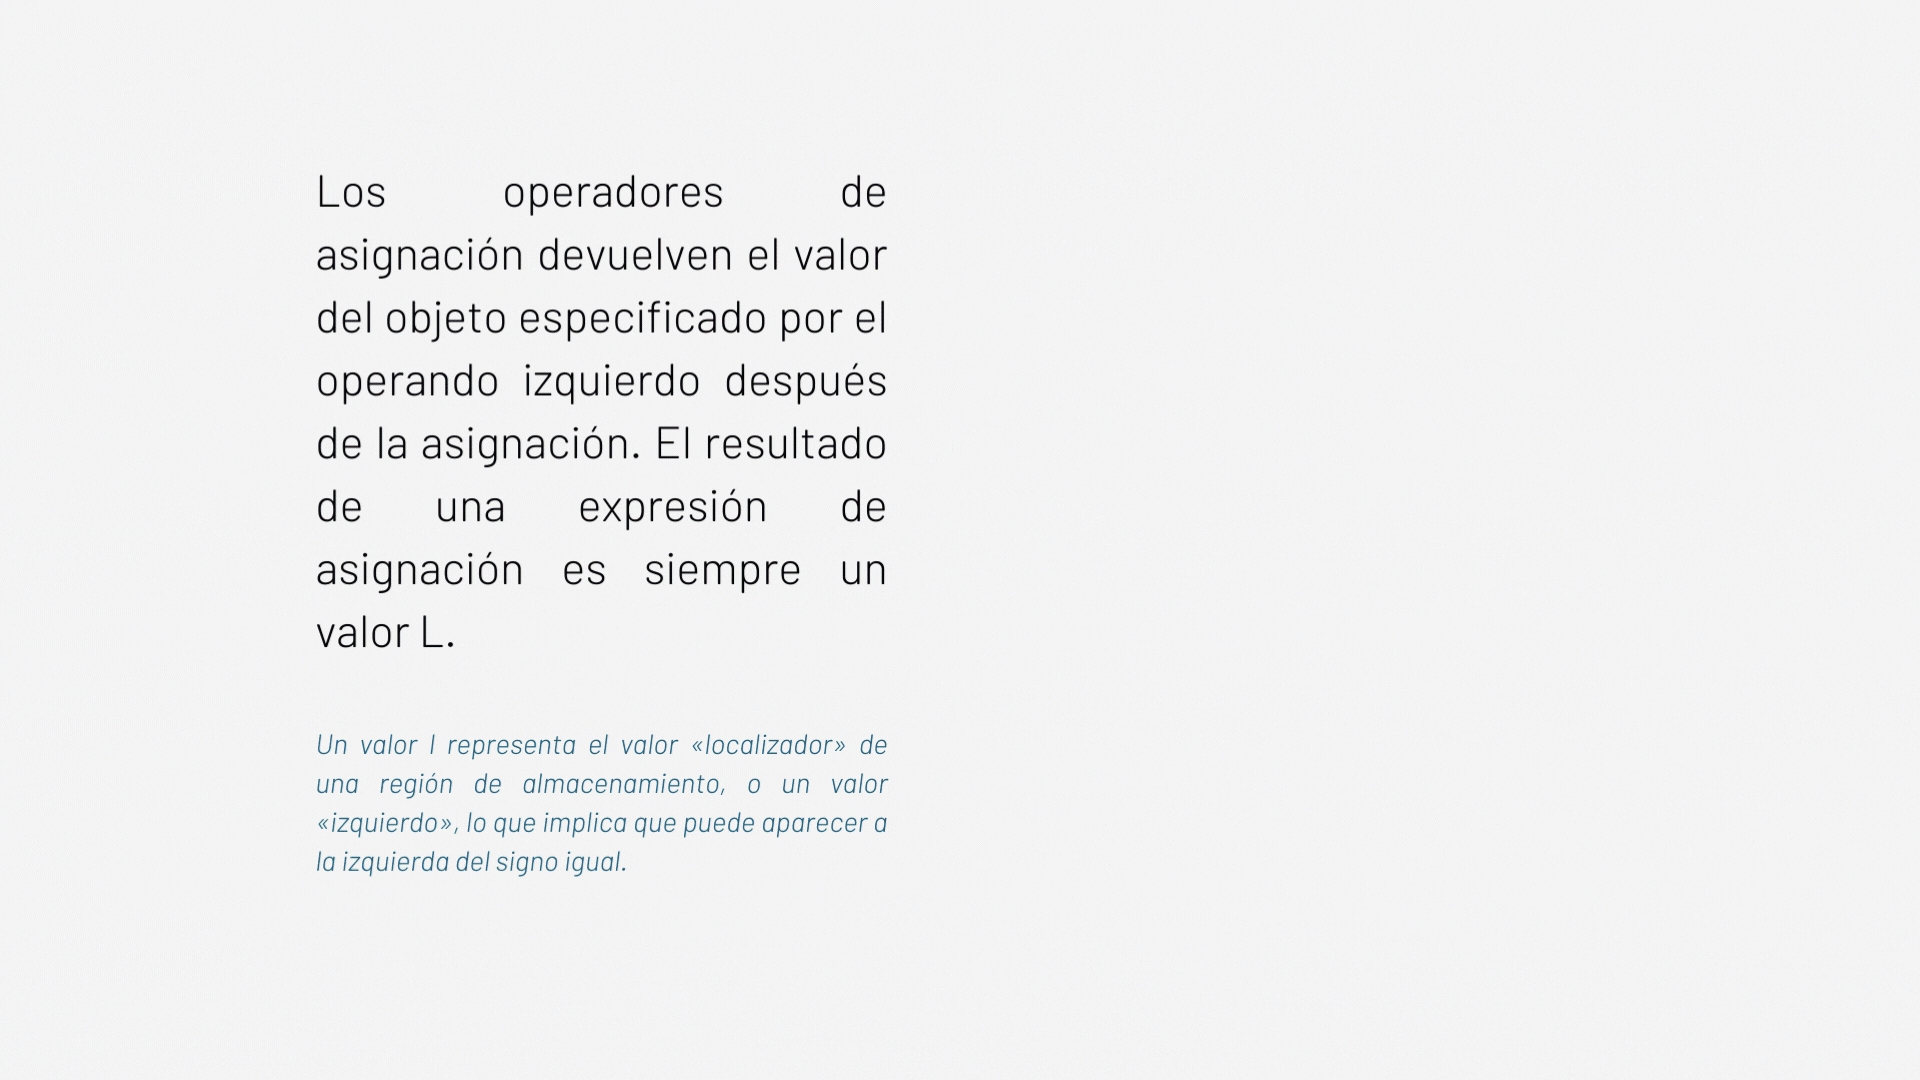 Los operadores de
asignación devuelven el valor
del objeto especificado por el
operando izquierdo después
de la asignación. El resultado
de una expresión de
asignación es siempre un
valor L.
Un valor l representa el valor «localizador» de
una región de almacenamiento, o un valor
«izquierdo», lo que implica que puede aparecer a
la izquierda del signo igual.